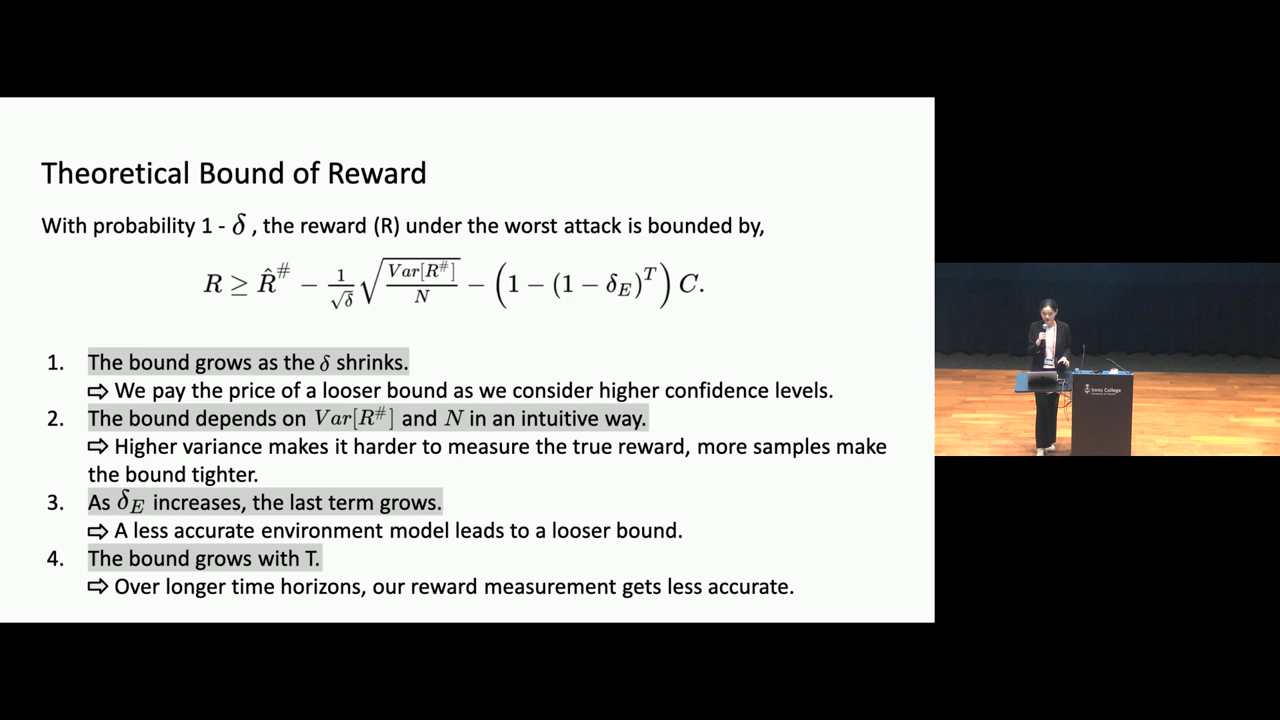 Theoretical Bound of Reward
With probability 1 - δ , the reward (R) under the worst attack is bounded by,
R ≥ R̂^# − 1/√δ √(Var[R^#]/N) − (1 − (1 − δ_E)^T) C.
1. The bound grows as the δ shrinks.
⇨ We pay the price of a looser bound as we consider higher confidence levels.
2. The bound depends on Var[R^#] and N in an intuitive way.
⇨ Higher variance makes it harder to measure the true reward, more samples make
the bound tighter.
3. As δ_E increases, the last term grows.
⇨ A less accurate environment model leads to a looser bound.
4. The bound grows with T.
⇨ Over longer time horizons, our reward measurement gets less accurate.
Innis College